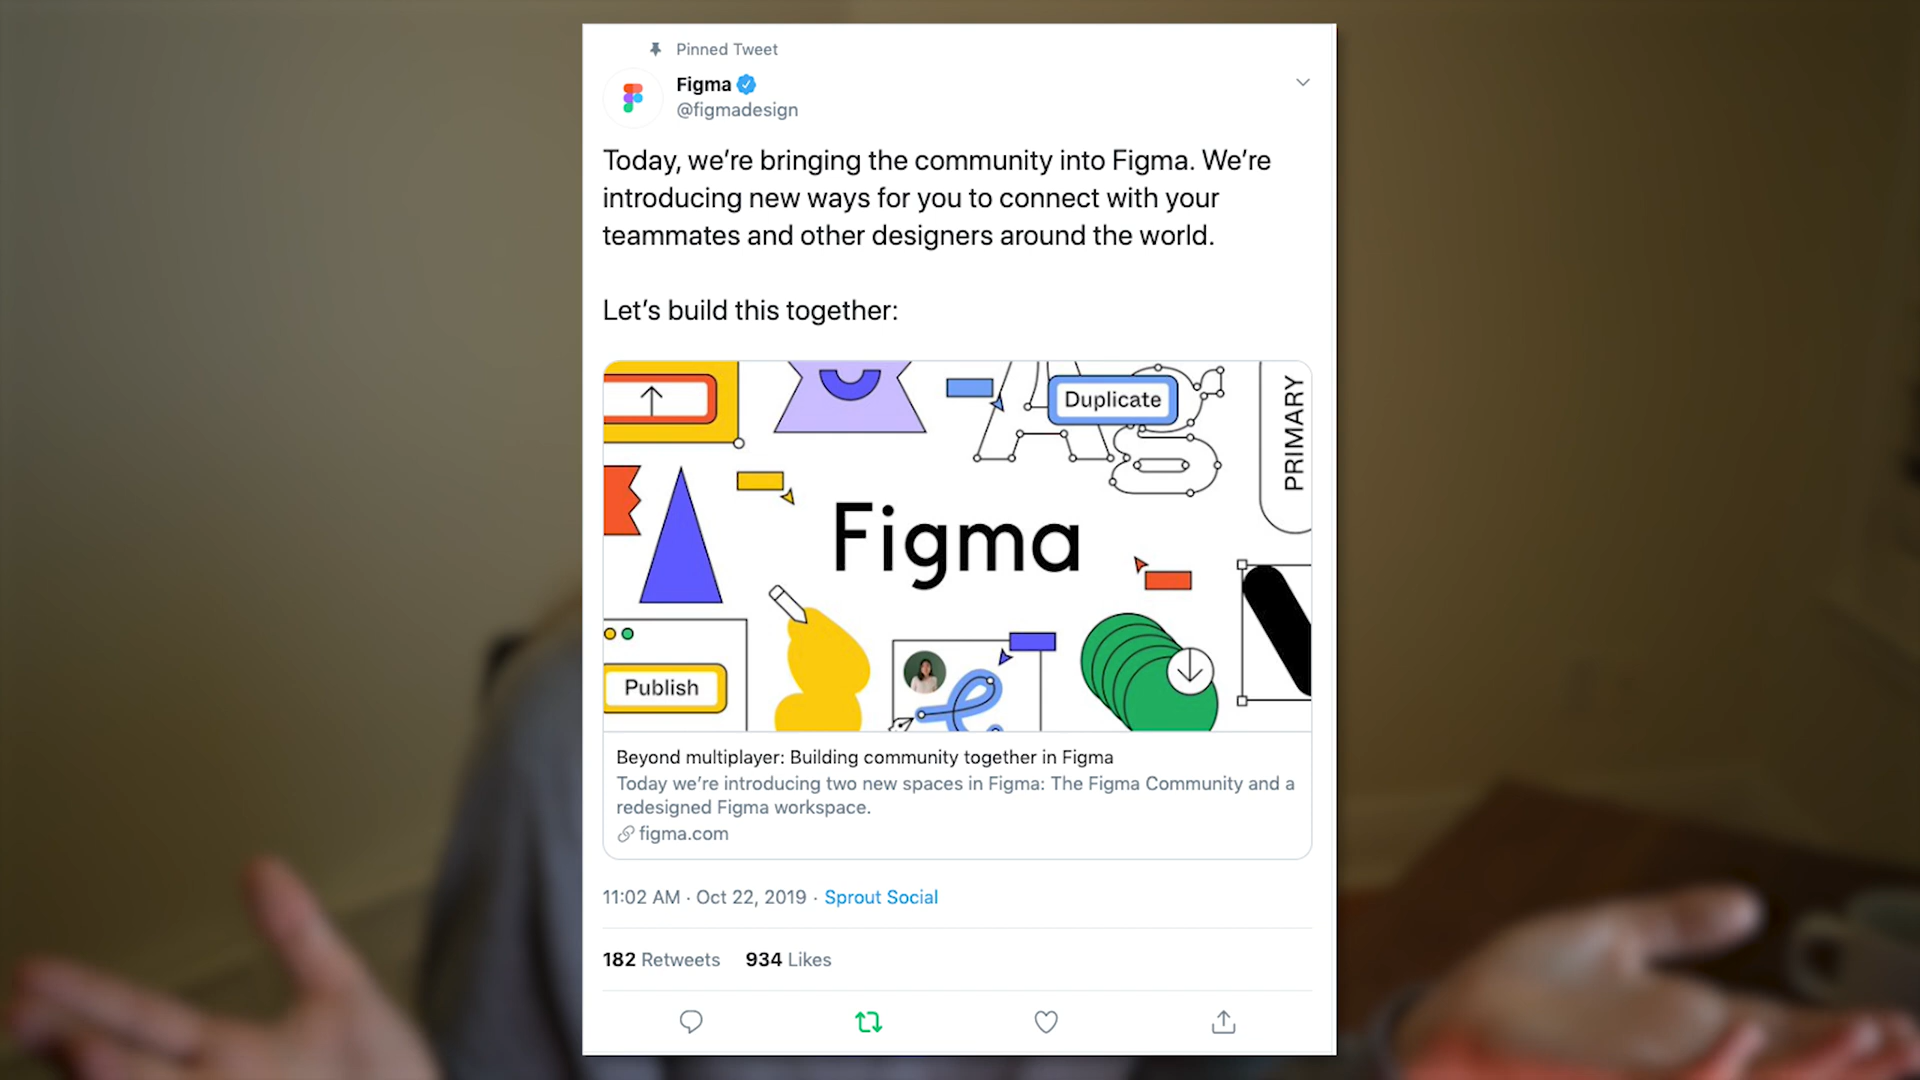 Pinned Tweet
Figma
@figmadesign
Today, we’re bringing the community into Figma. We’re
introducing new ways for you to connect with your
teammates and other designers around the world.
Let’s build this together:
Ag
Duplicate
PRIMARY
Figma
Publish
Beyond multiplayer: Building community together in Figma
Today we’re introducing two new spaces in Figma: The Figma Community and a
redesigned Figma workspace.
figma.com
11:02 AM · Oct 22, 2019 · Sprout Social
182 Retweets 934 Likes